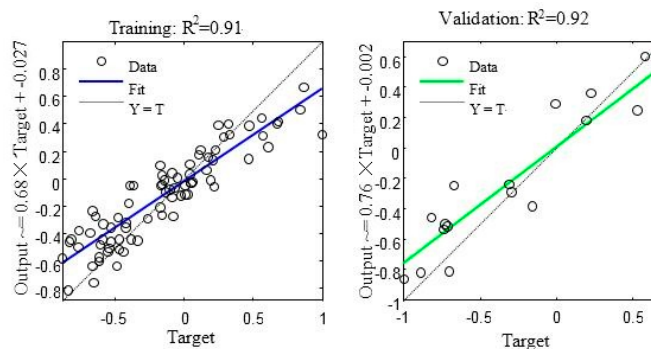 Training: R²=0.91
Output ~=0.68 × Target + -0.027
0.8
0.6
0.4
0.2
0
-0.2
-0.4
-0.6
-0.8
Data
Fit
Y = T
-0.5
0
0.5
1
Target
Validation: R²=0.92
Output ~=0.76 × Target + -0.002
0.6
0.4
0.2
0
-0.2
-0.4
-0.6
-0.8
-1
Data
Fit
Y = T
-1
-0.5
0
0.5
Target